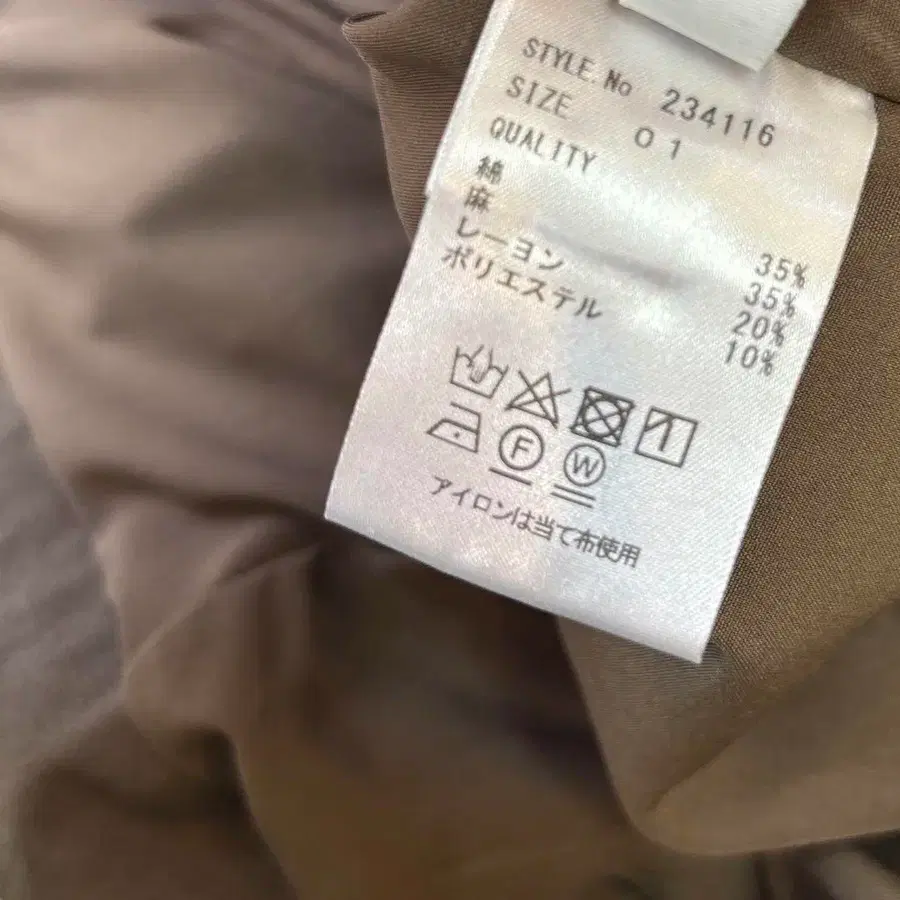 STYLE.No 234116
SIZE 01
QUALITY
綿 35%
麻 35%
レーヨン 20%
ポリエステル 10%
F W
アイロンは当て布使用